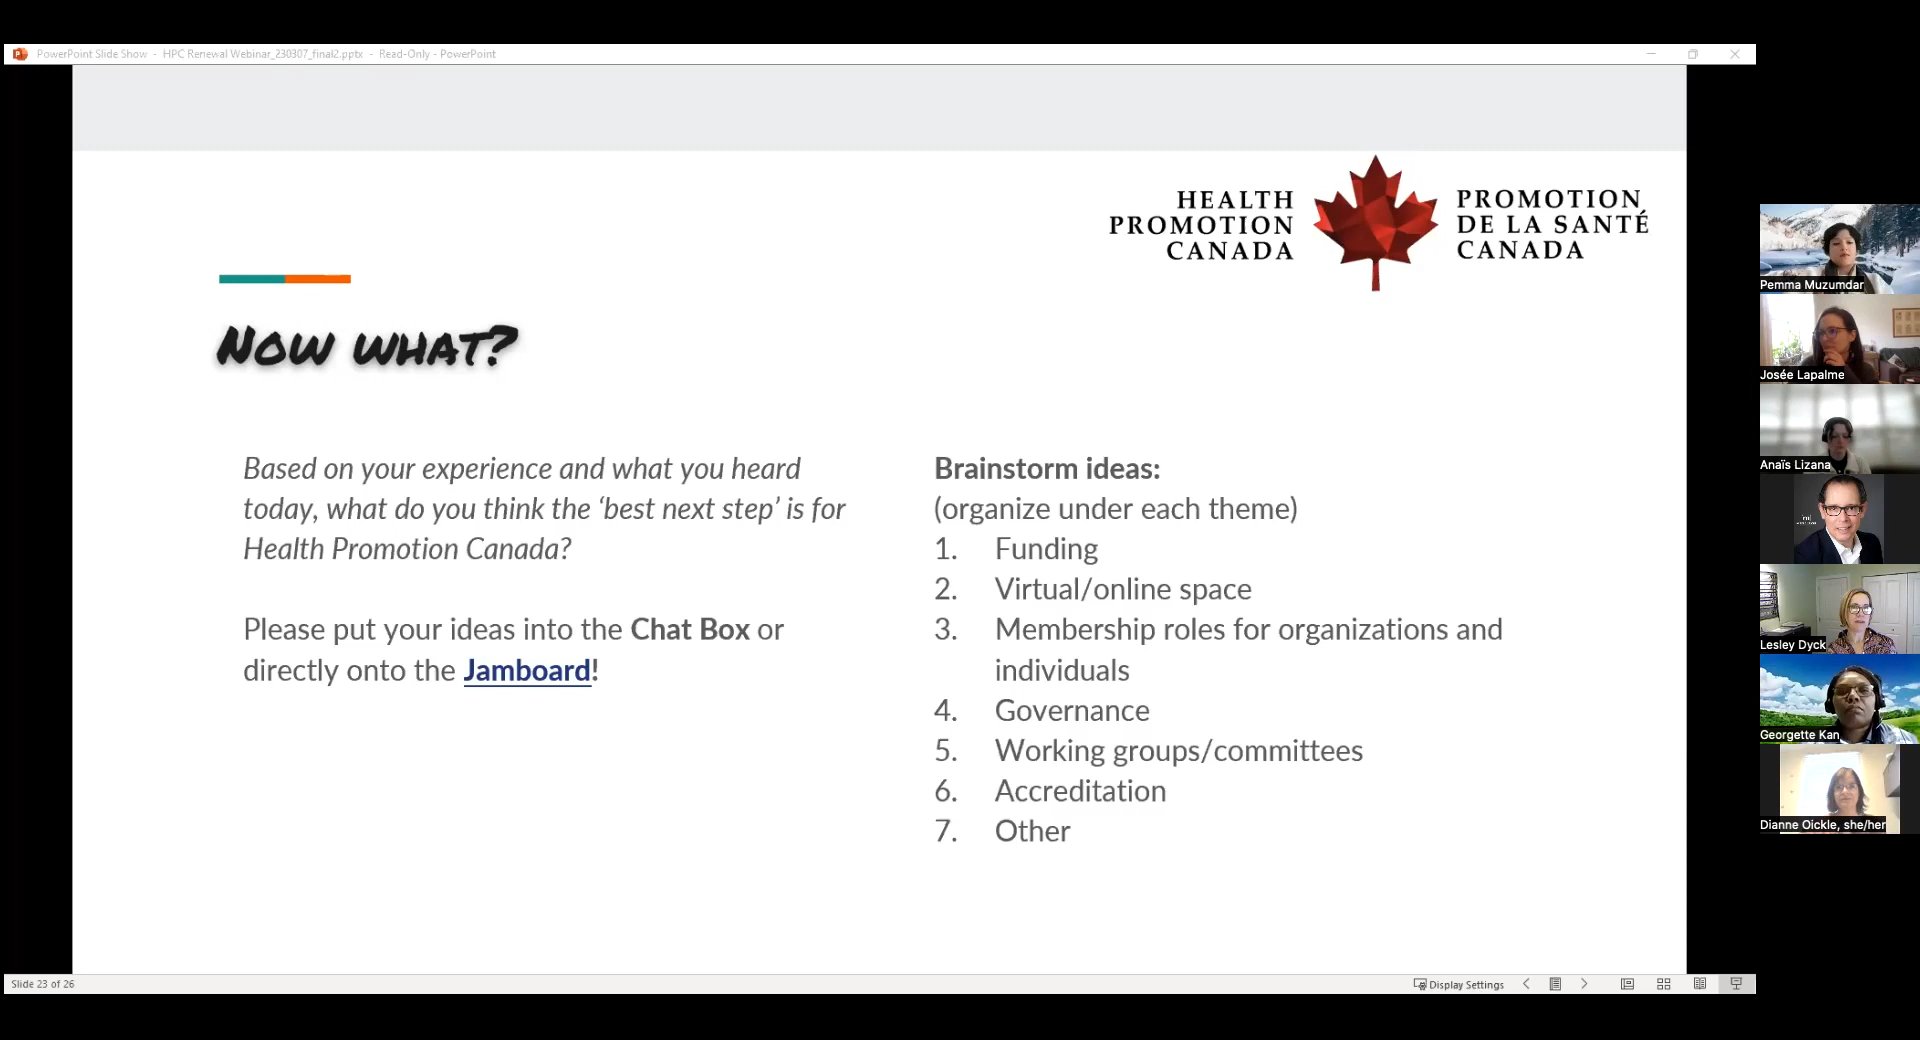 PowerPoint Slide Show - HPC Renewal Webinar_230307_final2.pptx - Read-Only - PowerPoint
HEALTH
PROMOTION
CANADA
PROMOTION
DE LA SANTÉ
CANADA
NOW WHAT?
Based on your experience and what you heard
today, what do you think the ‘best next step’ is for
Health Promotion Canada?
Please put your ideas into the Chat Box or
directly onto the Jamboard!
Brainstorm ideas:
(organize under each theme)
1. Funding
2. Virtual/online space
3. Membership roles for organizations and
individuals
4. Governance
5. Working groups/committees
6. Accreditation
7. Other
Pemma Muzumdar
Josée Lapalme
Anaïs Lizana
Lesley Dyck
Georgette Kan
Dianne Oickle, she/her
Slide 23 of 26
Display Settings